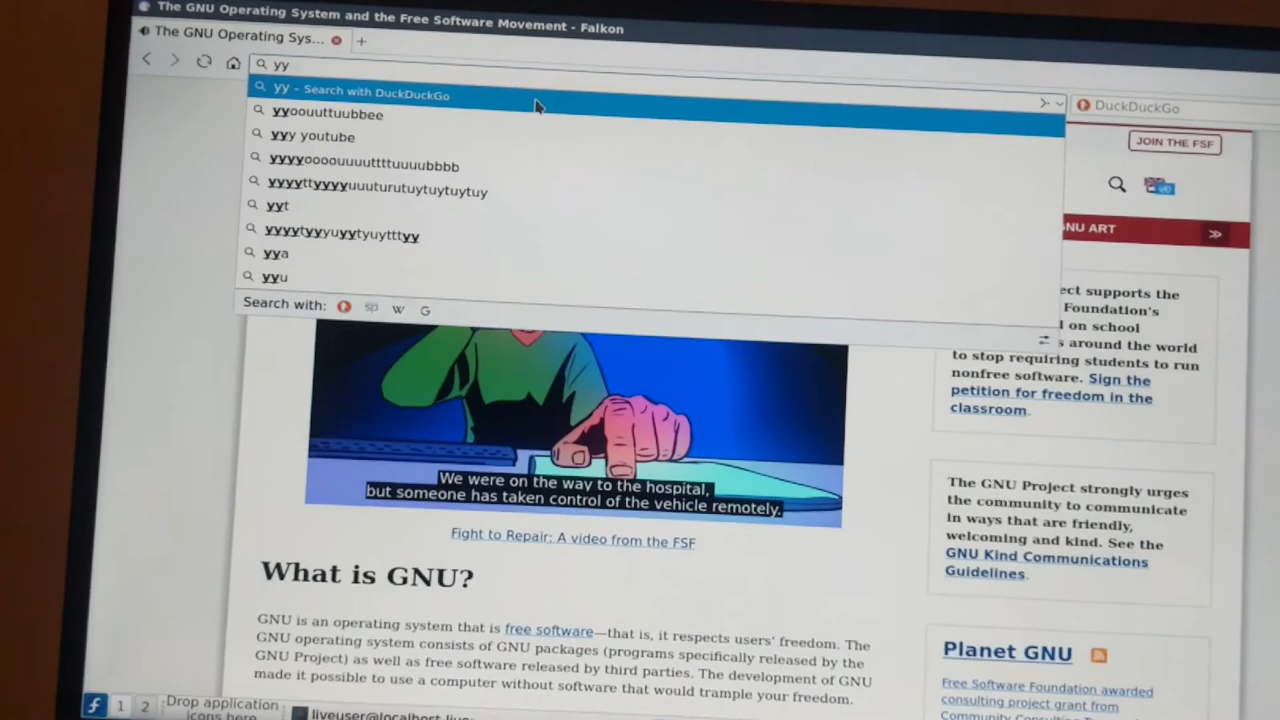 The GNU Operating System and the Free Software Movement - Falkon
The GNU Operating Sys...
yy
DuckDuckGo
yy - Search with DuckDuckGo
yyoouuttuubbee
yyy youtube
yyyyoooouuuuttttuuuubbbb
yyyyttyyyyuuuturutuytuytuytuy
yyt
yyyytyyyuyytyuytttyy
yya
yyu
Search with: sp W G
JOIN THE FSF
GNU ART
ect supports the
Foundation's
l on school
s around the world
to stop requiring students to run
nonfree software. Sign the
petition for freedom in the
classroom.
We were on the way to the hospital,
but someone has taken control of the vehicle remotely.
Fight to Repair: A video from the FSF
The GNU Project strongly urges
the community to communicate
in ways that are friendly,
welcoming and kind. See the
GNU Kind Communications
Guidelines.
What is GNU?
GNU is an operating system that is free software—that is, it respects users' freedom. The
GNU operating system consists of GNU packages (programs specifically released by the
GNU Project) as well as free software released by third parties. The development of GNU
made it possible to use a computer without software that would trample your freedom.
Planet GNU
Free Software Foundation awarded
consulting project grant from
Community Consulting
1 2 Drop application
icons here
liveuser@localhost-live